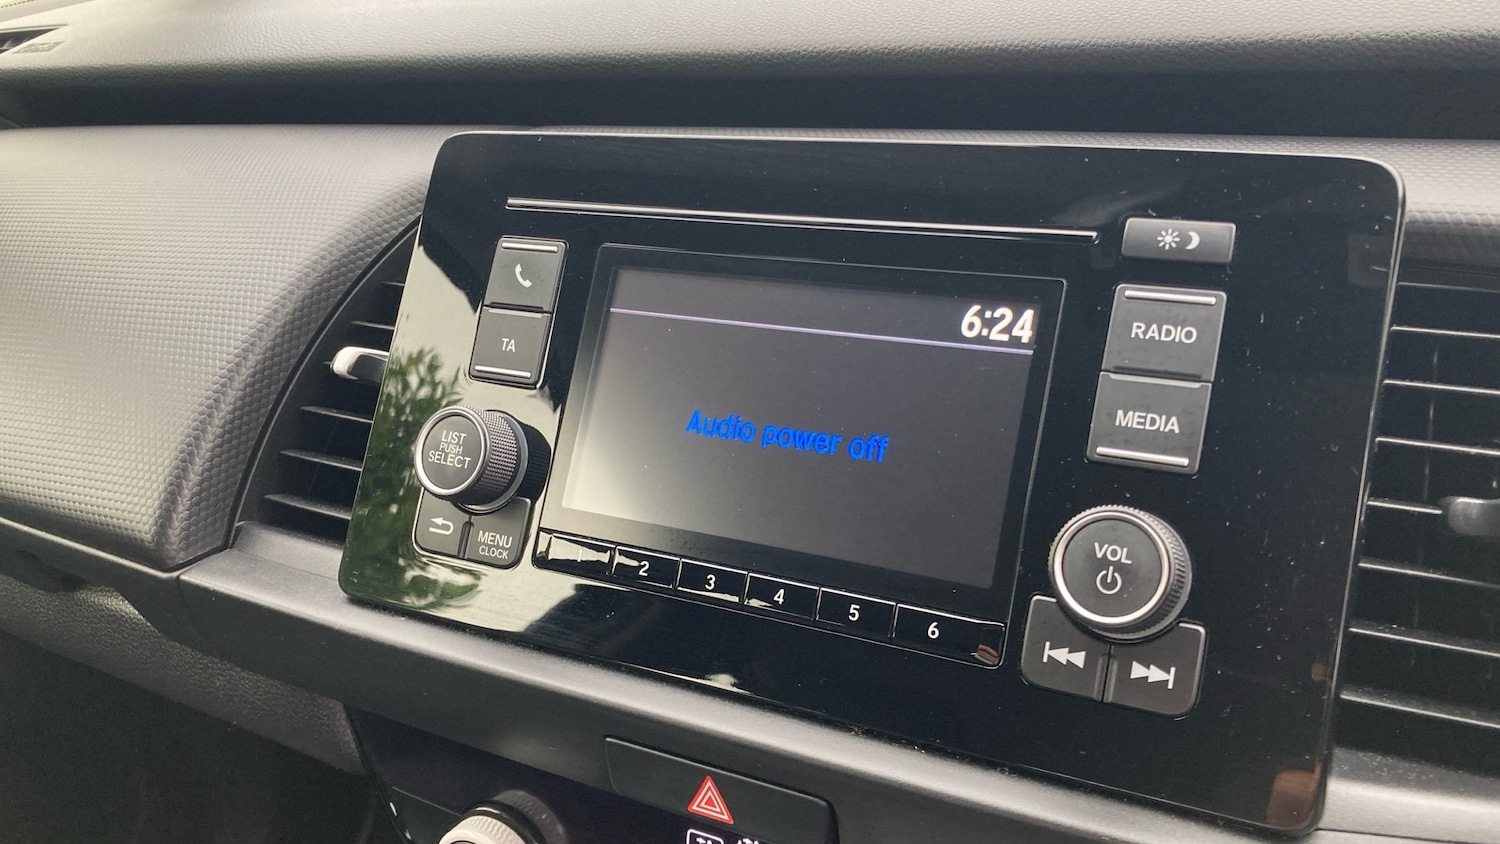 6:24
RADIO
TA
MEDIA
Audio power off
LIST
PUSH
SELECT
MENU
CLOCK
VOL
1 2 3 4 5 6